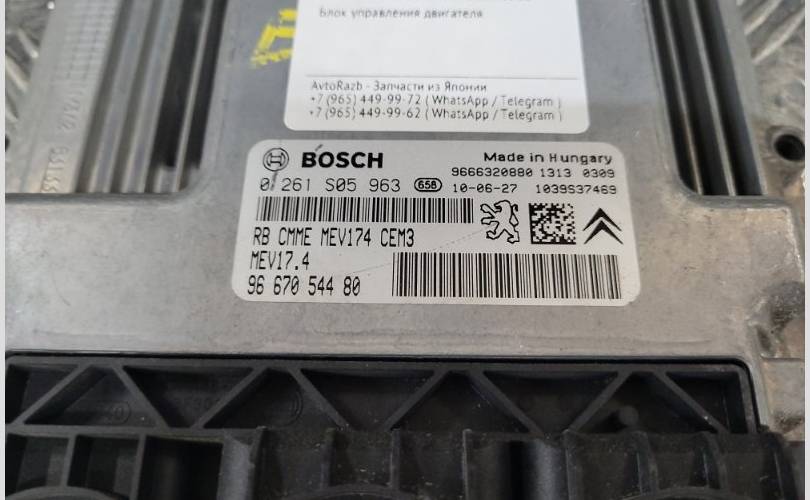 Блок управления двигателя
AvtoRazb - Запчасти из Японии
+7 (965) 449-99-72 ( WhatsApp / Telegram )
+7 (965) 449-99-62 ( WhatsApp / Telegram )
BOSCH
Made in Hungary
9666320880 1313 0309
0 261 S05 963 658 10-06-27 1039S37469
RB CMME MEV174 CEM3
MEV17.4
96 670 544 80